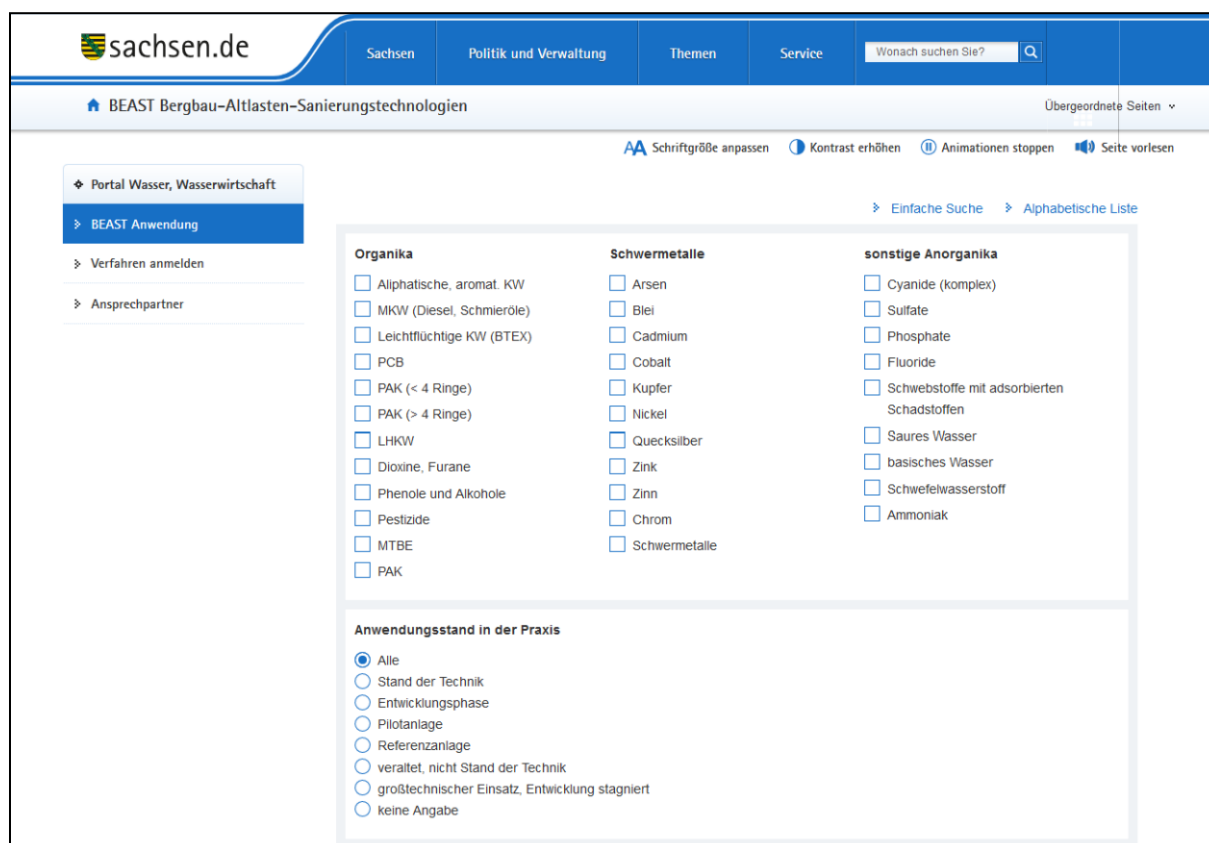 sachsen.de
Sachsen
Politik und Verwaltung
Themen
Service
Wonach suchen Sie?
BEAST Bergbau-Altlasten-Sanierungstechnologien
Übergeordnete Seiten
AA Schriftgröße anpassen
Kontrast erhöhen
Animationen stoppen
Seite vorlesen
Portal Wasser, Wasserwirtschaft
BEAST Anwendung
Verfahren anmelden
Ansprechpartner
Einfache Suche
Alphabetische Liste
Organika
Aliphatische, aromat. KW
MKW (Diesel, Schmieröle)
Leichtflüchtige KW (BTEX)
PCB
PAK (< 4 Ringe)
PAK (> 4 Ringe)
LHKW
Dioxine, Furane
Phenole und Alkohole
Pestizide
MTBE
PAK
Schwermetalle
Arsen
Blei
Cadmium
Cobalt
Kupfer
Nickel
Quecksilber
Zink
Zinn
Chrom
Schwermetalle
sonstige Anorganika
Cyanide (komplex)
Sulfate
Phosphate
Fluoride
Schwebstoffe mit adsorbierten
Schadstoffen
Saures Wasser
basisches Wasser
Schwefelwasserstoff
Ammoniak
Anwendungsstand in der Praxis
Alle
Stand der Technik
Entwicklungsphase
Pilotanlage
Referenzanlage
veraltet, nicht Stand der Technik
großtechnischer Einsatz, Entwicklung stagniert
keine Angabe